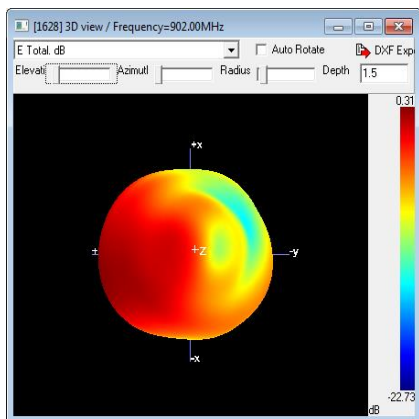 [1628] 3D view / Frequency=902.00MHz
E Total. dB
Auto Rotate
DXF Expo
Elevati
Azimutl
Radius
Depth
1.5
0.31
+x
±
+z
-y
-x
-22.73
dB